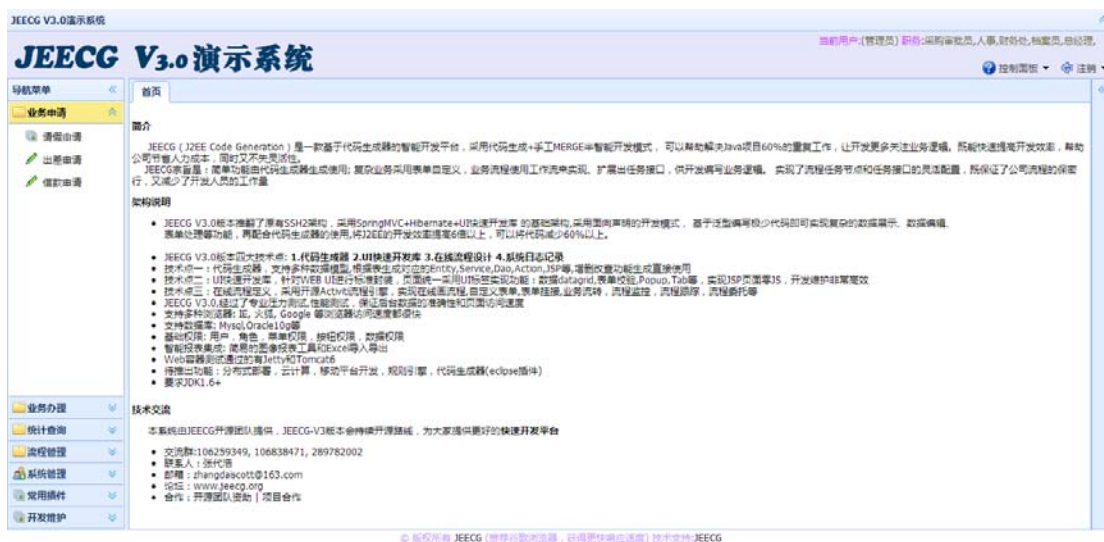 JEECG V3.0演示系统
当前用户:(管理员) 职务:采购审批员,人事,财务处,档案员,总经理,
JEECG V3.0演示系统
控制面板 注销
导航菜单
首页
业务申请
请假申请
出差申请
借款申请
业务办理
统计查询
流程管理
系统管理
常用插件
开发维护
简介
JEECG（J2EE Code Generation）是一款基于代码生成器的智能开发平台，采用代码生成+手工MERGE半智能开发模式， 可以帮助解决Java项目60%的重复工作，让开发更多关注业务逻辑。既能快速提高开发效率，帮助
公司节省人力成本，同时又不失灵活性。
JEECG宗旨是：简单功能由代码生成器生成使用; 复杂业务采用表单自定义，业务流程使用工作流来实现、扩展出任务接口，供开发编写业务逻辑。 实现了流程任务节点和任务接口的灵活配置，既保证了公司流程的保密
行，又减少了开发人员的工作量
架构说明
JEECG V3.0版本推翻了原有SSH2架构，采用SpringMVC+Hibernate+UI快速开发库 的基础架构,采用面向声明的开发模式， 基于泛型编写极少代码即可实现复杂的数据展示、数据编辑、
表单处理等功能，再配合代码生成器的使用,将J2EE的开发效率提高6倍以上，可以将代码减少60%以上。
JEECG V3.0版本四大技术点: 1.代码生成器 2.UI快速开发库 3.在线流程设计 4.系统日志记录
技术点一：代码生成器，支持多种数据模型,根据表生成对应的Entity,Service,Dao,Action,JSP等,增删改查功能生成直接使用
技术点二：UI快速开发库，针对WEB UI进行标准封装，页面统一采用UI标签实现功能：数据datagrid,表单校验,Popup,Tab等，实现JSP页面零JS，开发维护非常高效
技术点三：在线流程定义，采用开源Activiti流程引擎，实现在线画流程,自定义表单,表单挂接,业务流转，流程监控，流程跟踪，流程委托等
JEECG V3.0,经过了专业压力测试,性能测试，保证后台数据的准确性和页面访问速度
支持多种浏览器: IE, 火狐, Google 等浏览器访问速度都很快
支持数据库: Mysql,Oracle10g等
基础权限: 用户，角色，菜单权限，按钮权限，数据权限
智能报表集成: 简易的图像报表工具和Excel导入导出
Web容器测试通过的有Jetty和Tomcat6
待推出功能：分布式部署，云计算，移动平台开发，规则引擎，代码生成器(eclipse插件)
要求JDK1.6+
技术交流
本系统由JEECG开源团队提供，JEECG-V3版本会持续开源路线，为大家提供更好的快速开发平台
交流群:106259349, 106838471, 289782002
联系人：张代浩
邮箱：zhangdaiscott@163.com
论坛：www.jeecg.org
合作：开源团队资助 | 项目合作
© 版权所有 JEECG (推荐谷歌浏览器，获得更快响应速度) 技术支持:JEECG